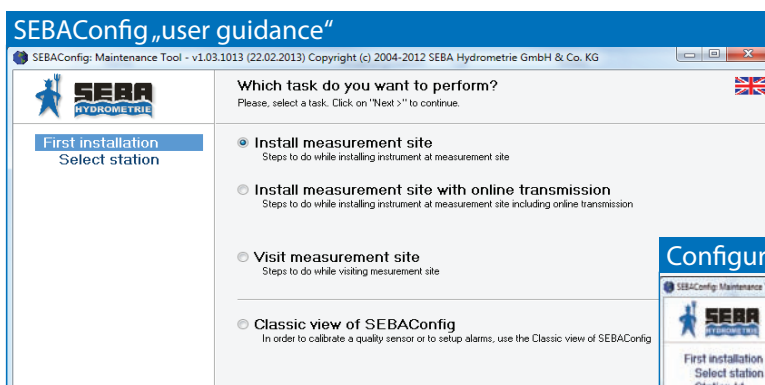 SEBAConfig „user guidance“
SEBAConfig: Maintenance Tool - v1.03.1013 (22.02.2013) Copyright (c) 2004-2012 SEBA Hydrometrie GmbH & Co. KG
SEBA
HYDROMETRIE
First installation
Select station
Which task do you want to perform?
Please, select a task. Click on "Next >" to continue.
Install measurement site
Steps to do while installing instrument at measurement site
Install measurement site with online transmission
Steps to do while installing instrument at measurement site including online transmission
Visit measurement site
Steps to do while visiting mesurement site
Classic view of SEBAConfig
In order to calibrate a quality sensor or to setup alarms, use the Classic view of SEBAConfig
Configur
SEBAConfig: Maintenance
SEBA
HYDROMETRIE
First installation
Select station